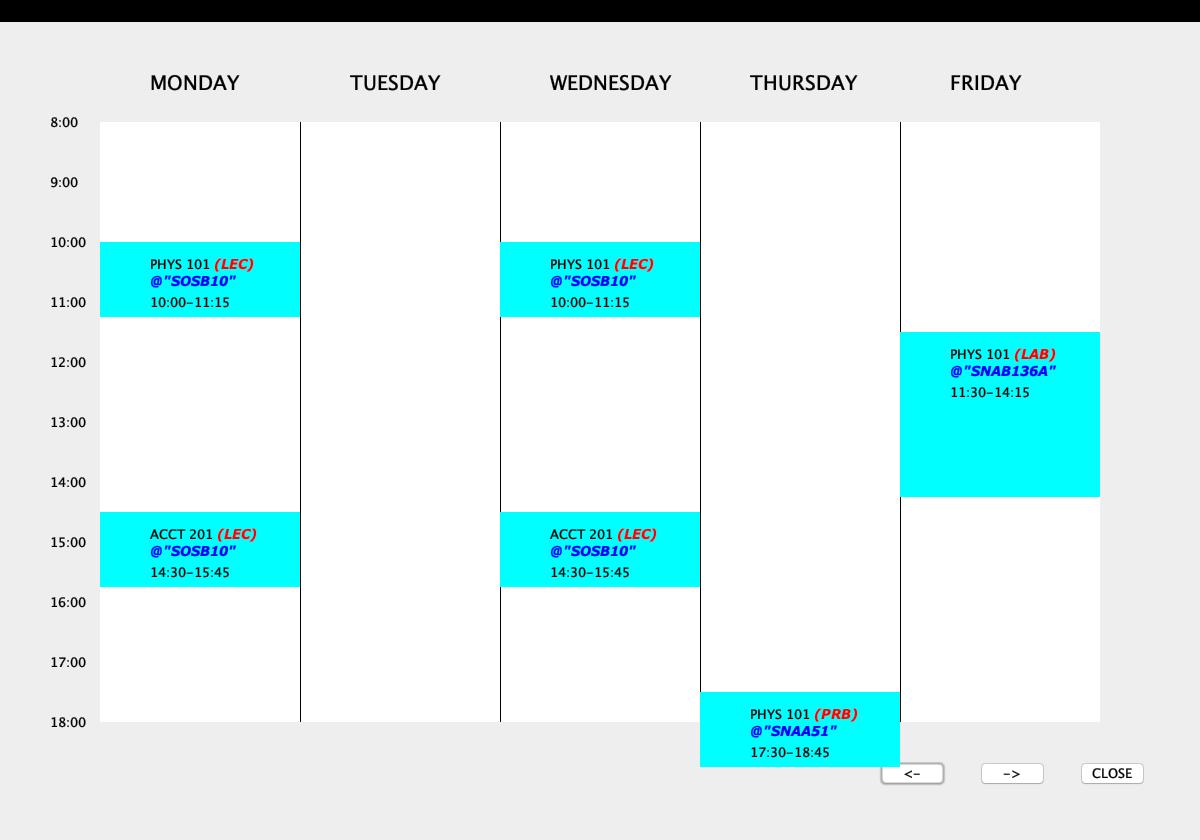 MONDAY TUESDAY WEDNESDAY THURSDAY FRIDAY
8:00
9:00
10:00
PHYS 101 (LEC) PHYS 101 (LEC)
@"SOSB10" @"SOSB10"
11:00 10:00-11:15 10:00-11:15
PHYS 101 (LAB)
12:00
@"SNAB136A"
11:30-14:15
13:00
14:00
ACCT 201 (LEC) ACCT 201 (LEC)
15:00
@"SOSB10" @"SOSB10"
14:30-15:45 14:30-15:45
16:00
17:00
PHYS 101 (PRB)
18:00
@"SNAA51"
17:30-18:45
<- -> CLOSE